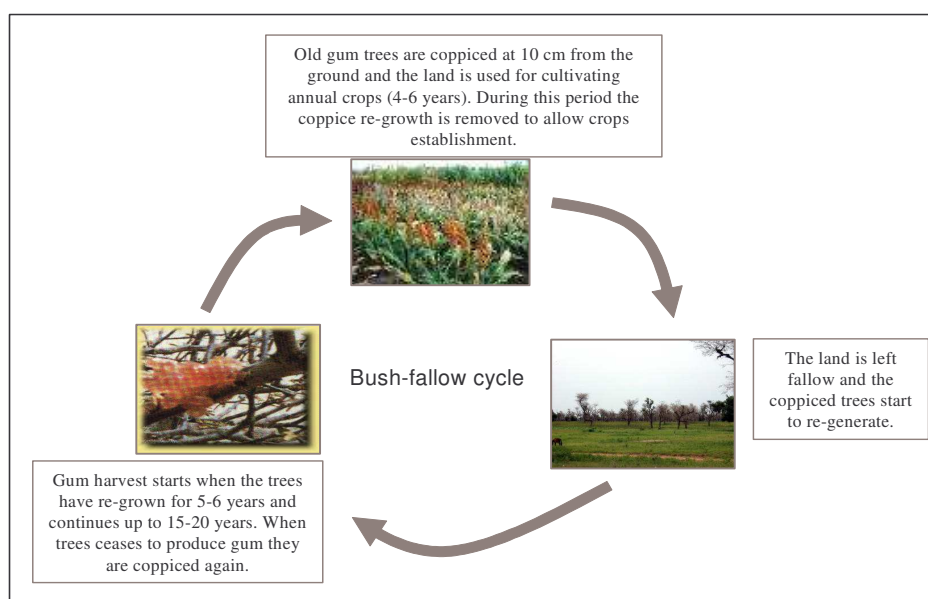 Old gum trees are coppiced at 10 cm from the
ground and the land is used for cultivating
annual crops (4-6 years). During this period the
coppice re-growth is removed to allow crops
establishment.
Bush-fallow cycle
The land is left
fallow and the
coppiced trees start
to re-generate.
Gum harvest starts when the trees
have re-grown for 5-6 years and
continues up to 15-20 years. When
trees ceases to produce gum they
are coppiced again.